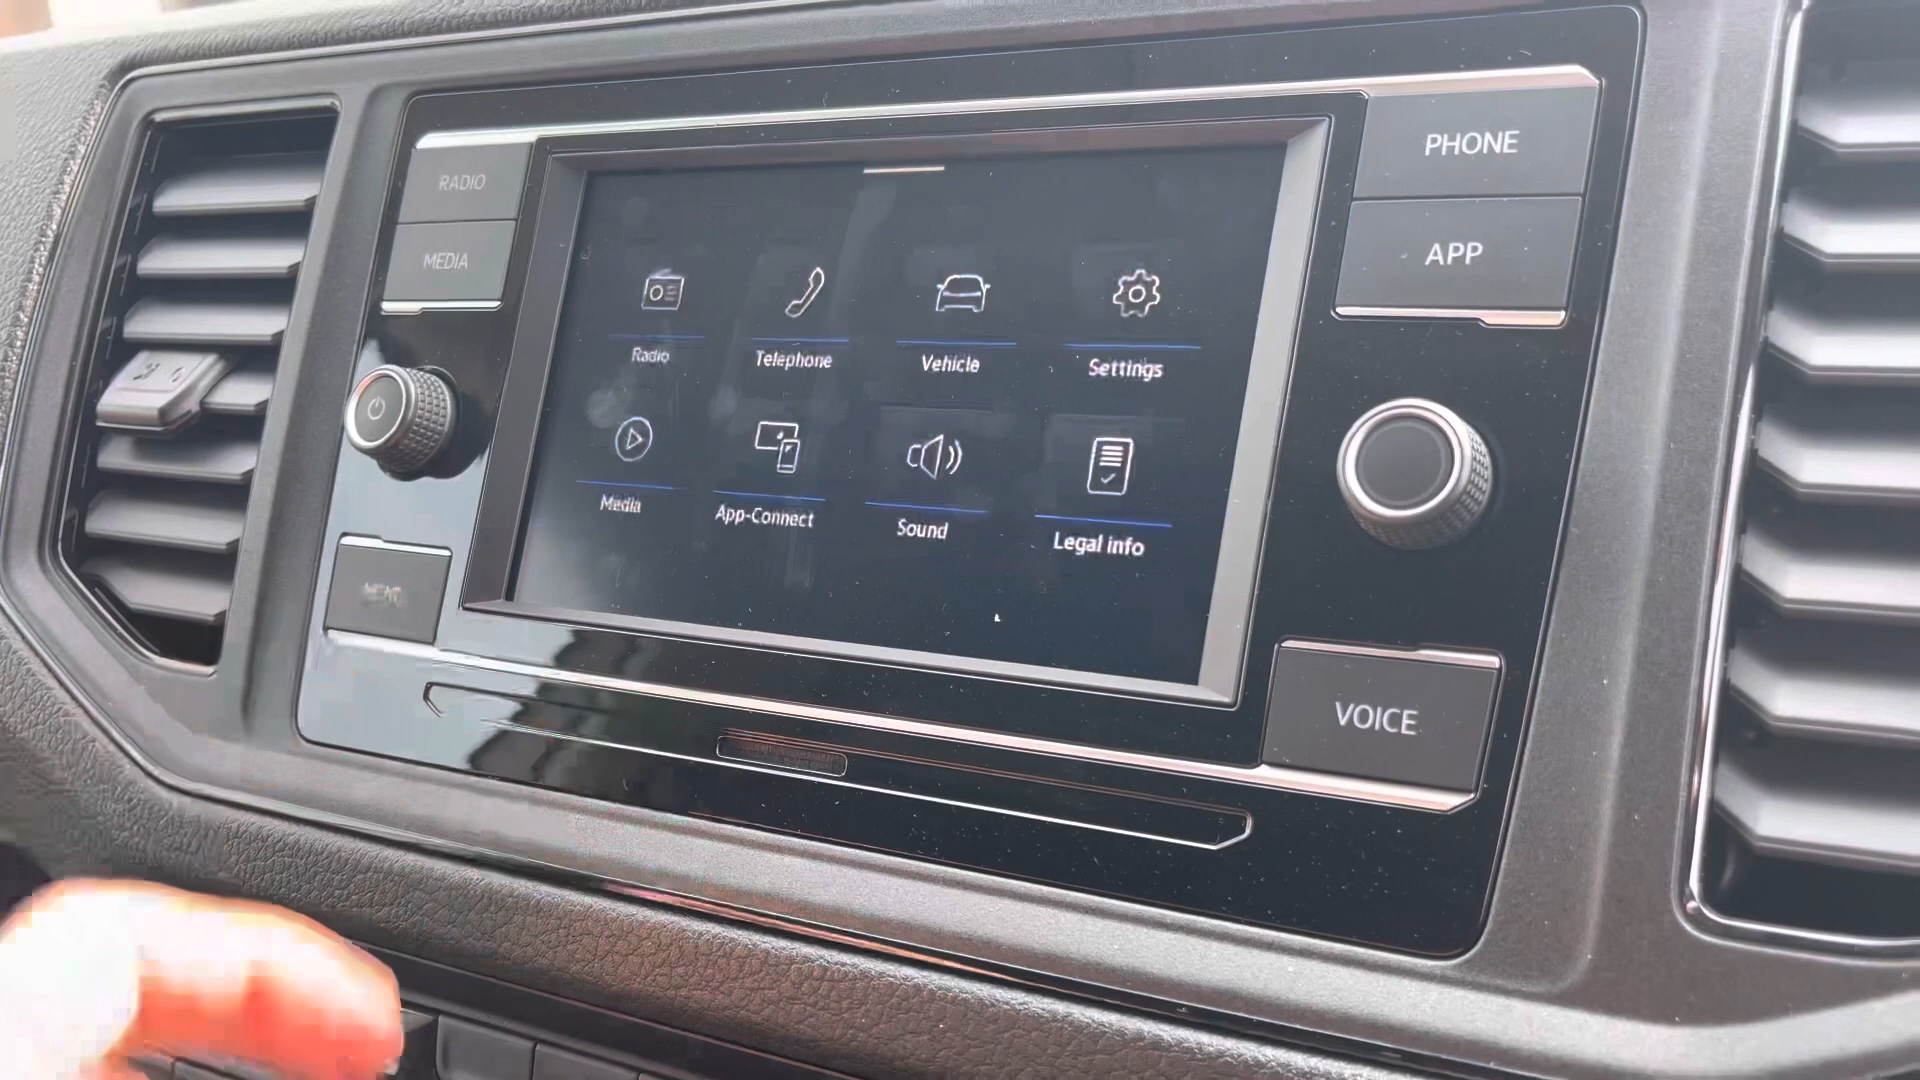 RADIO
MEDIA
PHONE
APP
Radio
Telephone
Vehicle
Settings
Media
App-Connect
Sound
Legal info
VOICE